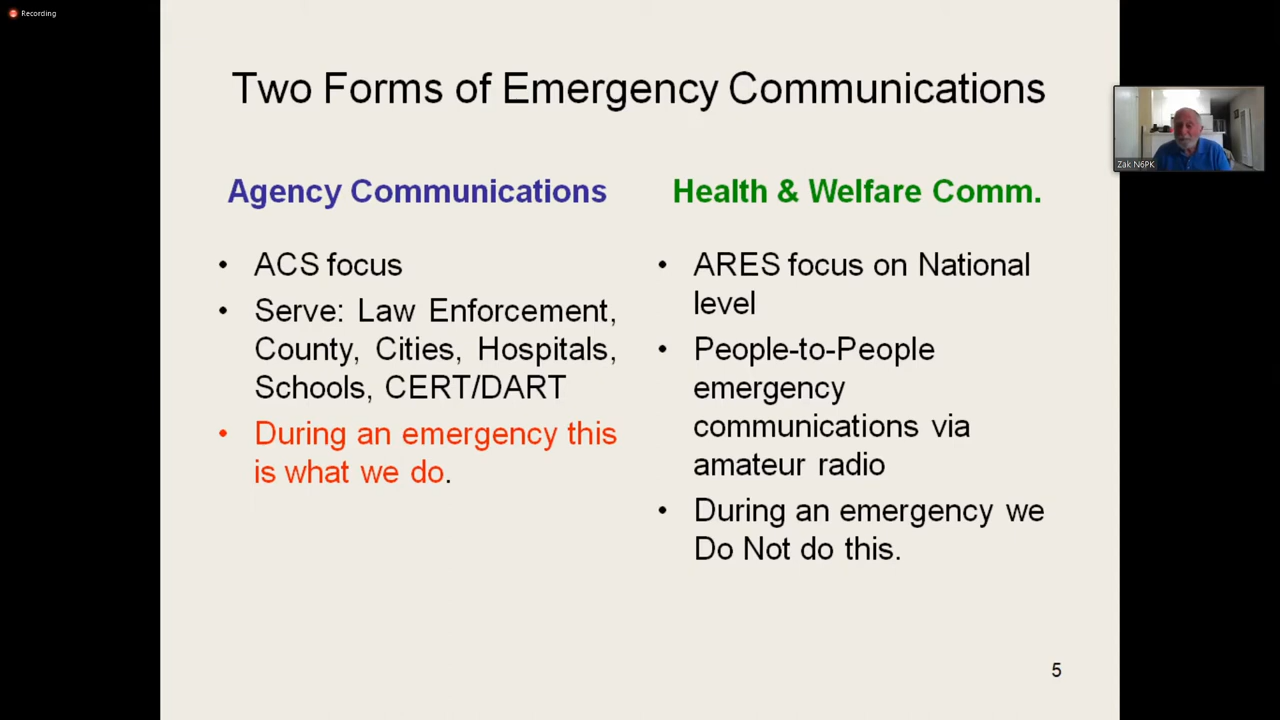 Recording
Two Forms of Emergency Communications
Agency Communications
• ACS focus
• Serve: Law Enforcement,
County, Cities, Hospitals,
Schools, CERT/DART
• During an emergency this
is what we do.
Health & Welfare Comm.
• ARES focus on National
level
• People-to-People
emergency
communications via
amateur radio
• During an emergency we
Do Not do this.
Zak N6PK
5